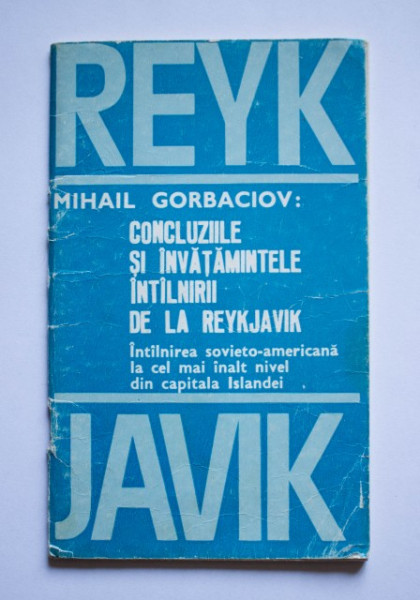 REYK
MIHAIL GORBACIOV:
CONCLUZIILE
ȘI ÎNVĂȚĂMINTELE
ÎNTÎLNIRII
DE LA REYKJAVIK
Întîlnirea sovieto-americană
la cel mai înalt nivel
din capitala Islandei
JAVIK